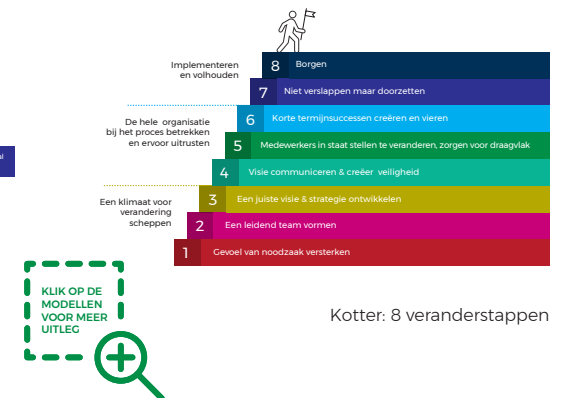 Implementeren
en volhouden
8 Borgen
7 Niet verslappen maar doorzetten
De hele organisatie
bij het proces betrekken
en ervoor uitrusten
6 Korte termijnsuccessen creëren en vieren
5 Medewerkers in staat stellen te veranderen, zorgen voor draagvlak
4 Visie communiceren & creëer veiligheid
Een klimaat voor
verandering
scheppen
3 Een juiste visie & strategie ontwikkelen
2 Een leidend team vormen
1 Gevoel van noodzaak versterken
KLIK OP DE
MODELLEN
VOOR MEER
UITLEG
Kotter: 8 veranderstappen